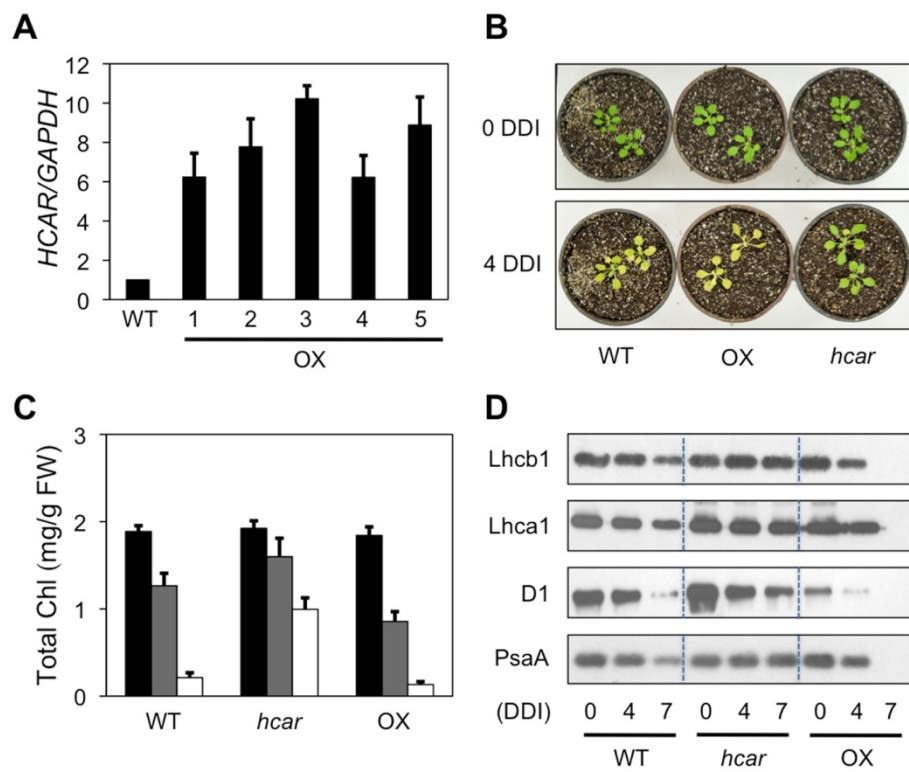 A
HCAR/GAPDH
12
10
8
6
4
2
0
WT
1
2
3
4
5
OX
B
0 DDI
4 DDI
WT
OX
hcar
C
Total Chl (mg/g FW)
3
2
1
0
WT
hcar
OX
D
Lhcb1
Lhca1
D1
PsaA
(DDI) 0 4 7 0 4 7 0 4 7
WT
hcar
OX